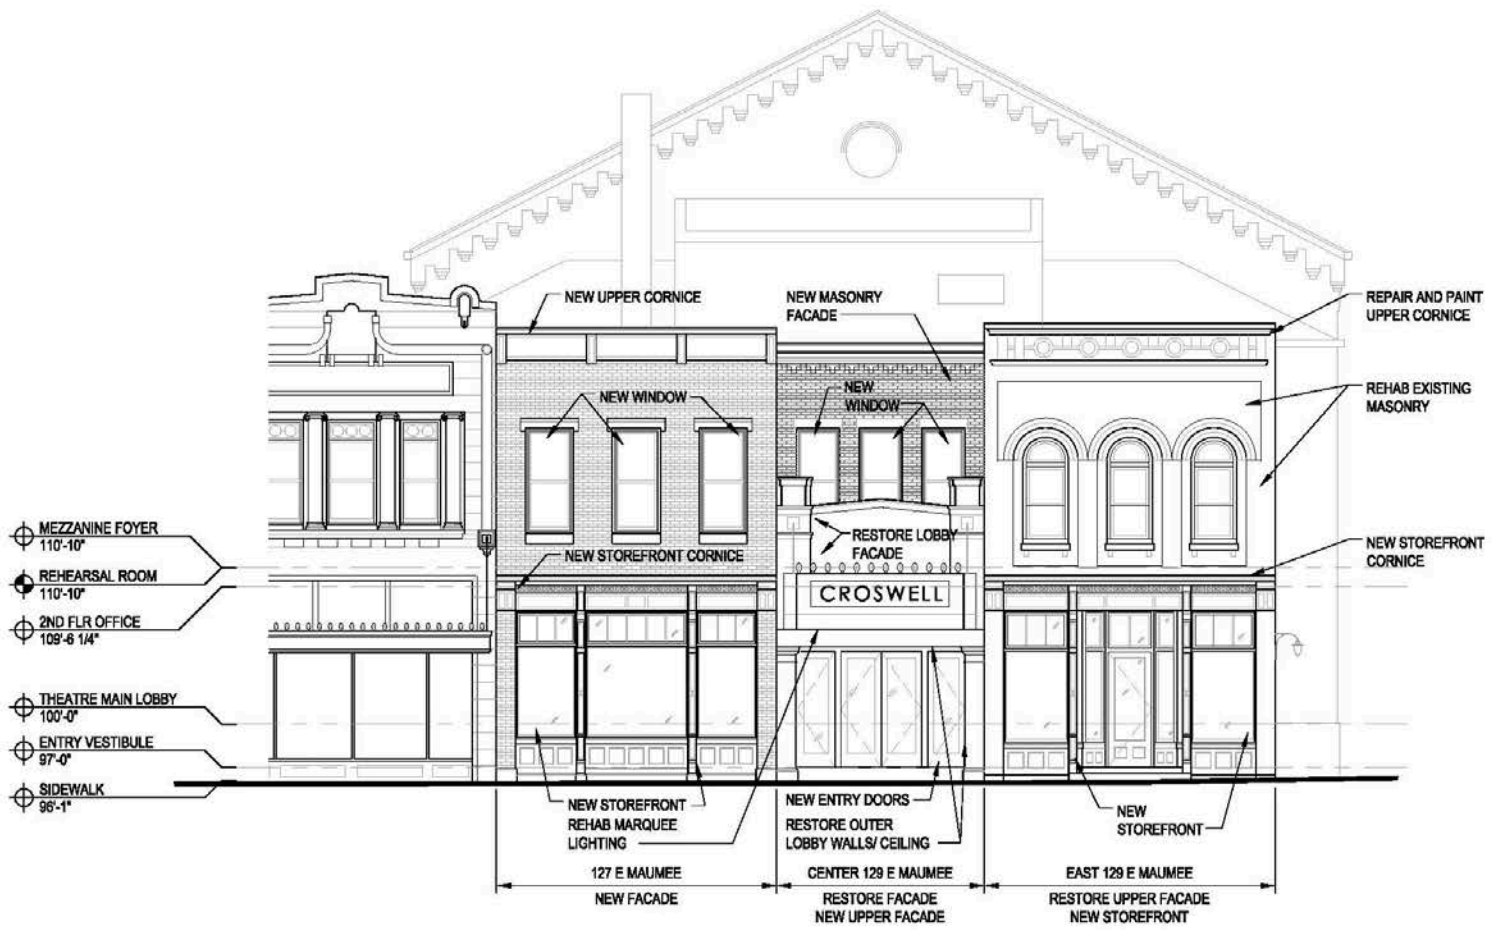 NEW UPPER CORNICE
NEW MASONRY
FACADE
REPAIR AND PAINT
UPPER CORNICE
NEW WINDOW
NEW
WINDOW
REHAB EXISTING
MASONRY
MEZZANINE FOYER
110'-10"
REHEARSAL ROOM
110'-10"
2ND FLR OFFICE
109'-6 1/4"
THEATRE MAIN LOBBY
100'-0"
ENTRY VESTIBULE
97'-0"
SIDEWALK
96'-1"
NEW STOREFRONT CORNICE
RESTORE LOBBY
FACADE
NEW STOREFRONT
CORNICE
CROSWELL
NEW STOREFRONT
REHAB MARQUEE
LIGHTING
NEW ENTRY DOORS
RESTORE OUTER
LOBBY WALLS/ CEILING
NEW
STOREFRONT
127 E MAUMEE
NEW FACADE
CENTER 129 E MAUMEE
RESTORE FACADE
NEW UPPER FACADE
EAST 129 E MAUMEE
RESTORE UPPER FACADE
NEW STOREFRONT